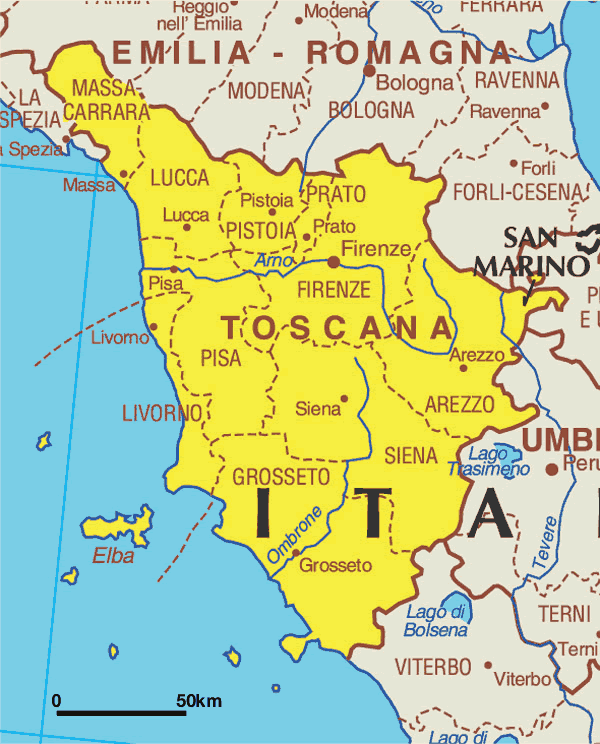 Reggio
nell' Emilia
Modena
FERRARA
EMILIA - ROMAGNA
Bologna
RAVENNA
MASSA-
CARRARA
MODENA
BOLOGNA
Ravenna
LA
SPEZIA
Spezia
Forli
Massa
LUCCA
PRATO
FORLI-CESENA
Pistoia
Lucca
PISTOIA
Prato
SAN
MARINO
Firenze
Arno
Pisa
FIRENZE
TOSCANA
Livorno
PISA
Arezzo
Siena
AREZZO
LIVORNO
UMB
SIENA
Lago
Trasimeno
Peru
GROSSETO
ITA
Ombrone
Tevere
Elba
Grosseto
Lago di
Bolsena
TERNI
Terni
VITERBO
Viterbo
0 50km
Lago di